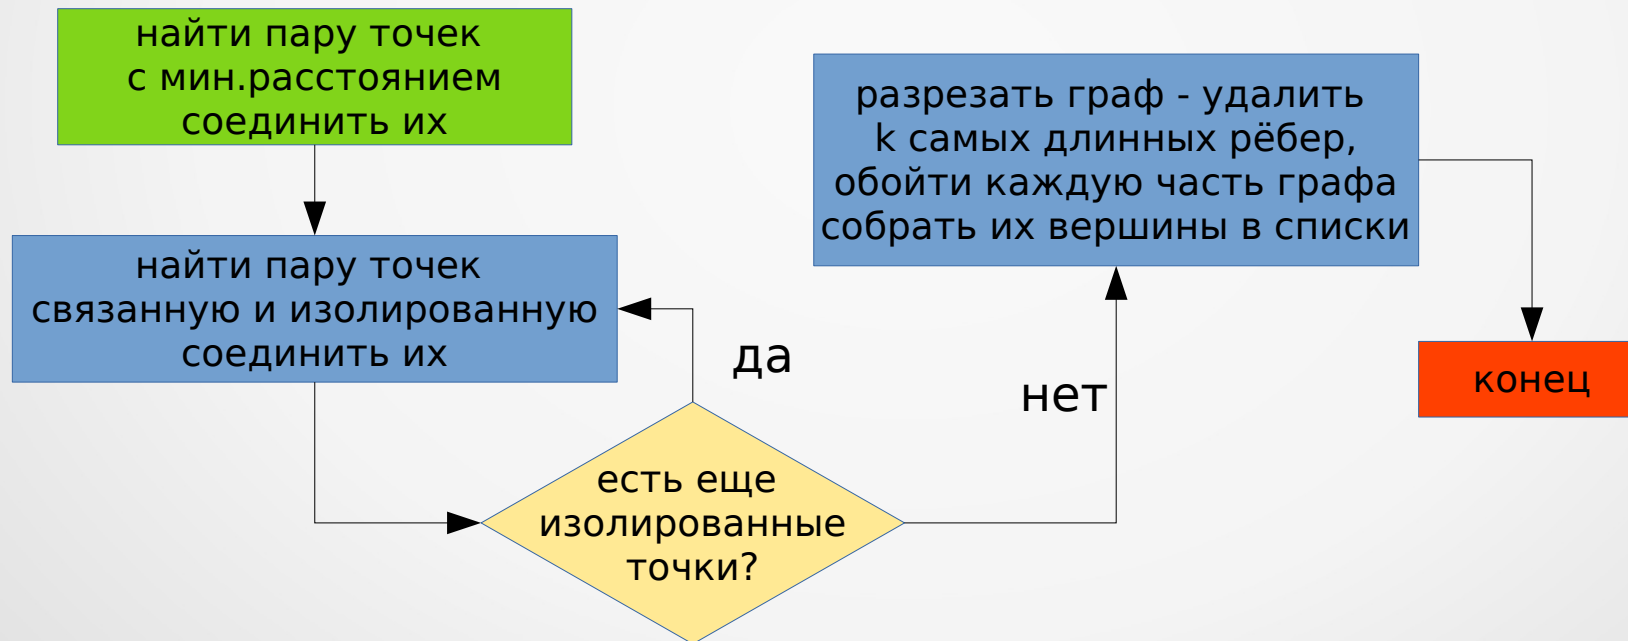 найти пару точек
с мин.расстоянием
соединить их
найти пару точек
связанную и изолированную
соединить их
да
есть еще
изолированные
точки?
нет
разрезать граф - удалить
k самых длинных рёбер,
обойти каждую часть графа
собрать их вершины в списки
конец